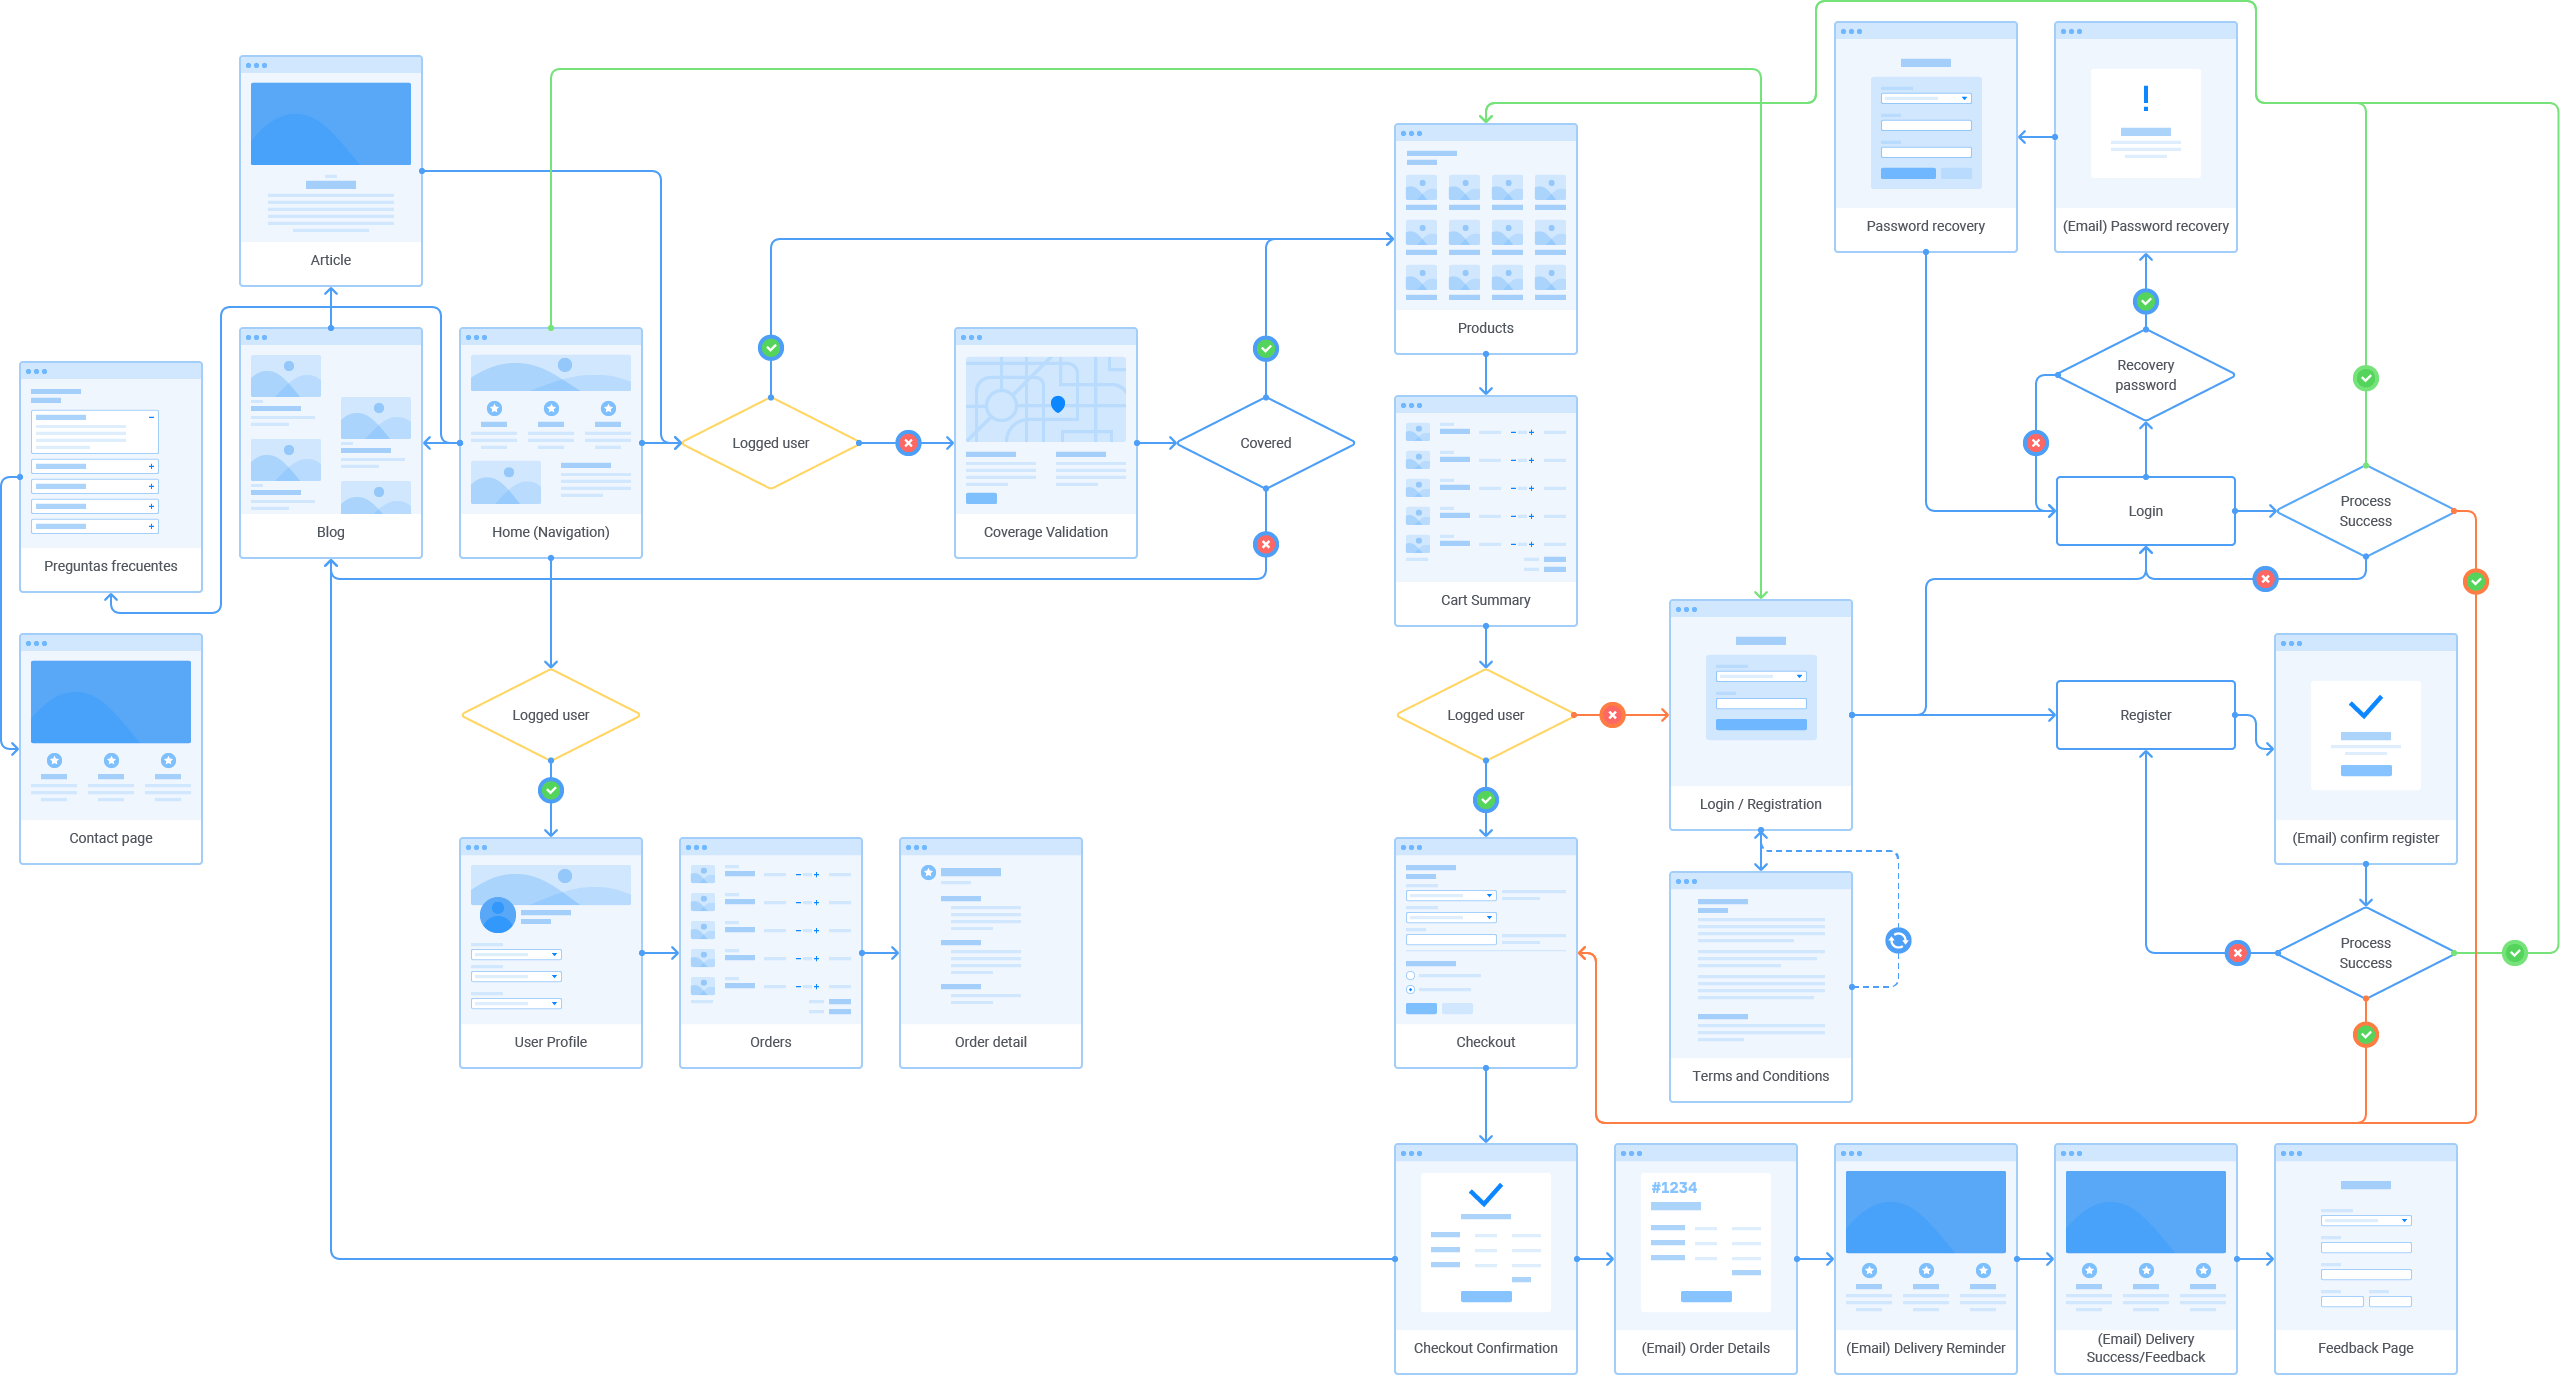 Password recovery
(Email) Password recovery
Article
Products
Recovery
password
Logged user
Covered
Process
Success
Login
Blog
Home (Navigation)
Coverage Validation
Preguntas frecuentes
Cart Summary
Logged user
Logged user
Register
Login / Registration
Contact page
(Email) confirm register
Process
Success
User Profile
Orders
Order detail
Checkout
Terms and Conditions
#1234
Checkout Confirmation
(Email) Order Details
(Email) Delivery Reminder
(Email) Delivery
Success/Feedback
Feedback Page